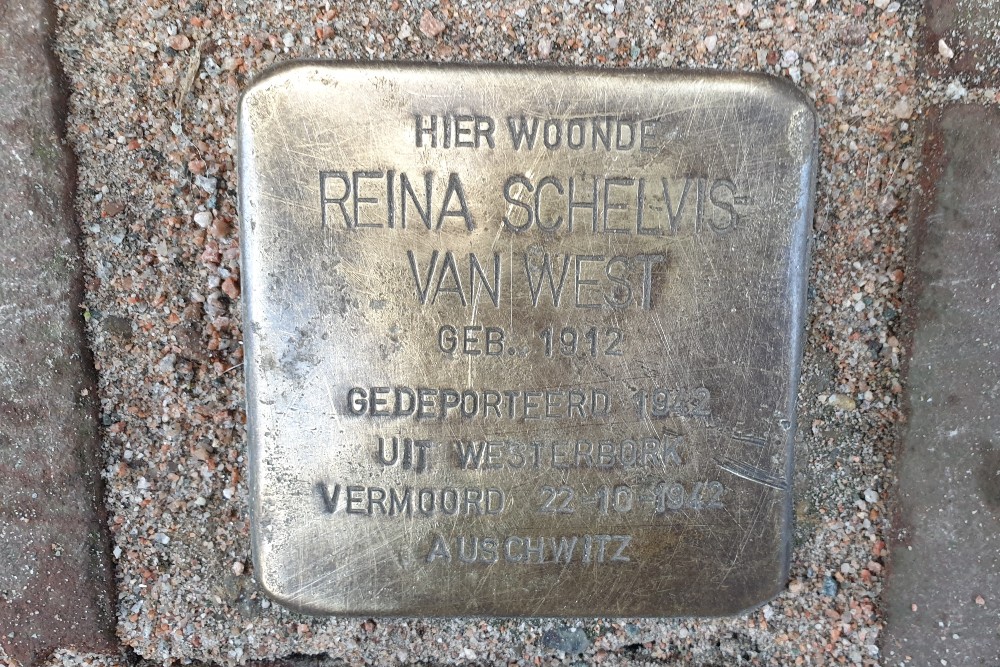 HIER WOONDE
REINA SCHELVIS-
VAN WEST
GEB. 1912
GEDEPORTEERD 1942
UIT WESTERBORK
VERMOORD 22-10-1942
AUSCHWITZ